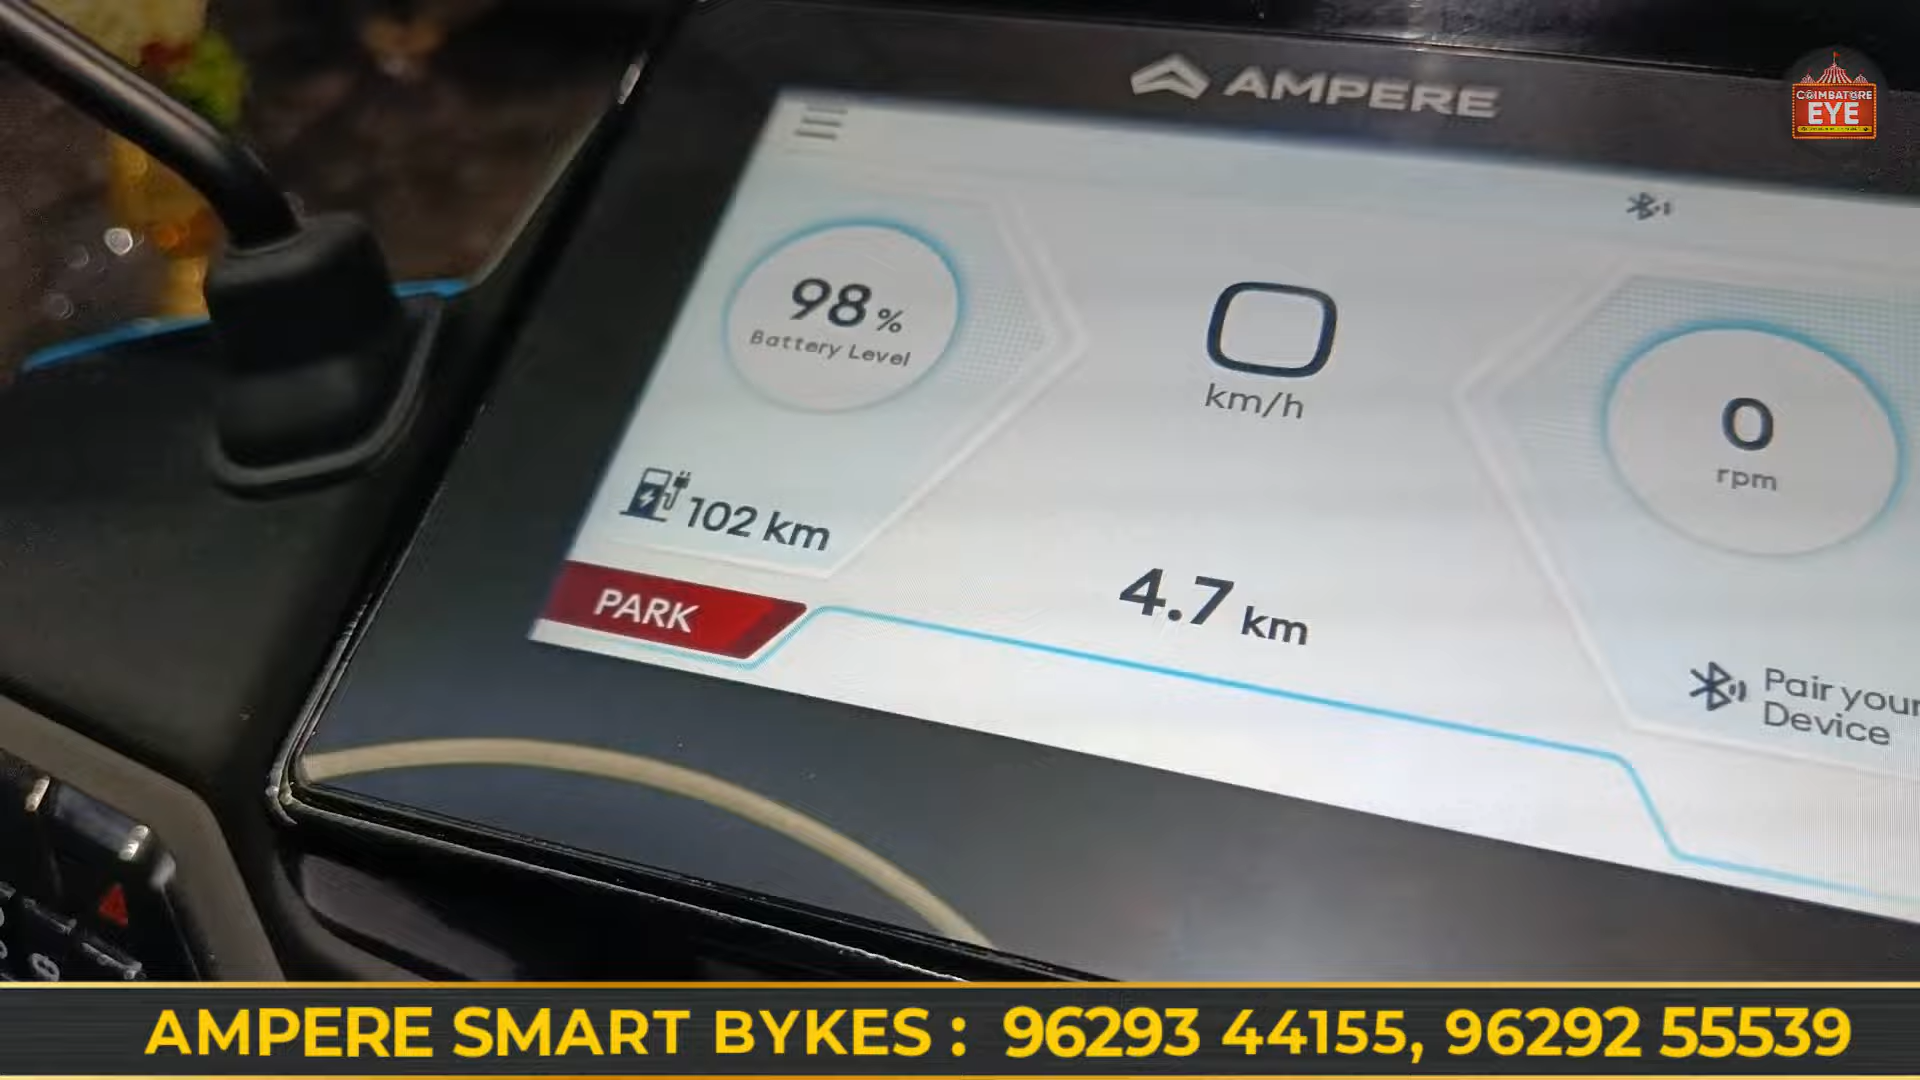 AMPERE
COIMBATORE
EYE
98%
Battery Level
0
km/h
0
rpm
102 km
PARK
4.7 km
Pair your
Device
AMPERE SMART BYKES : 96293 44155, 96292 55539